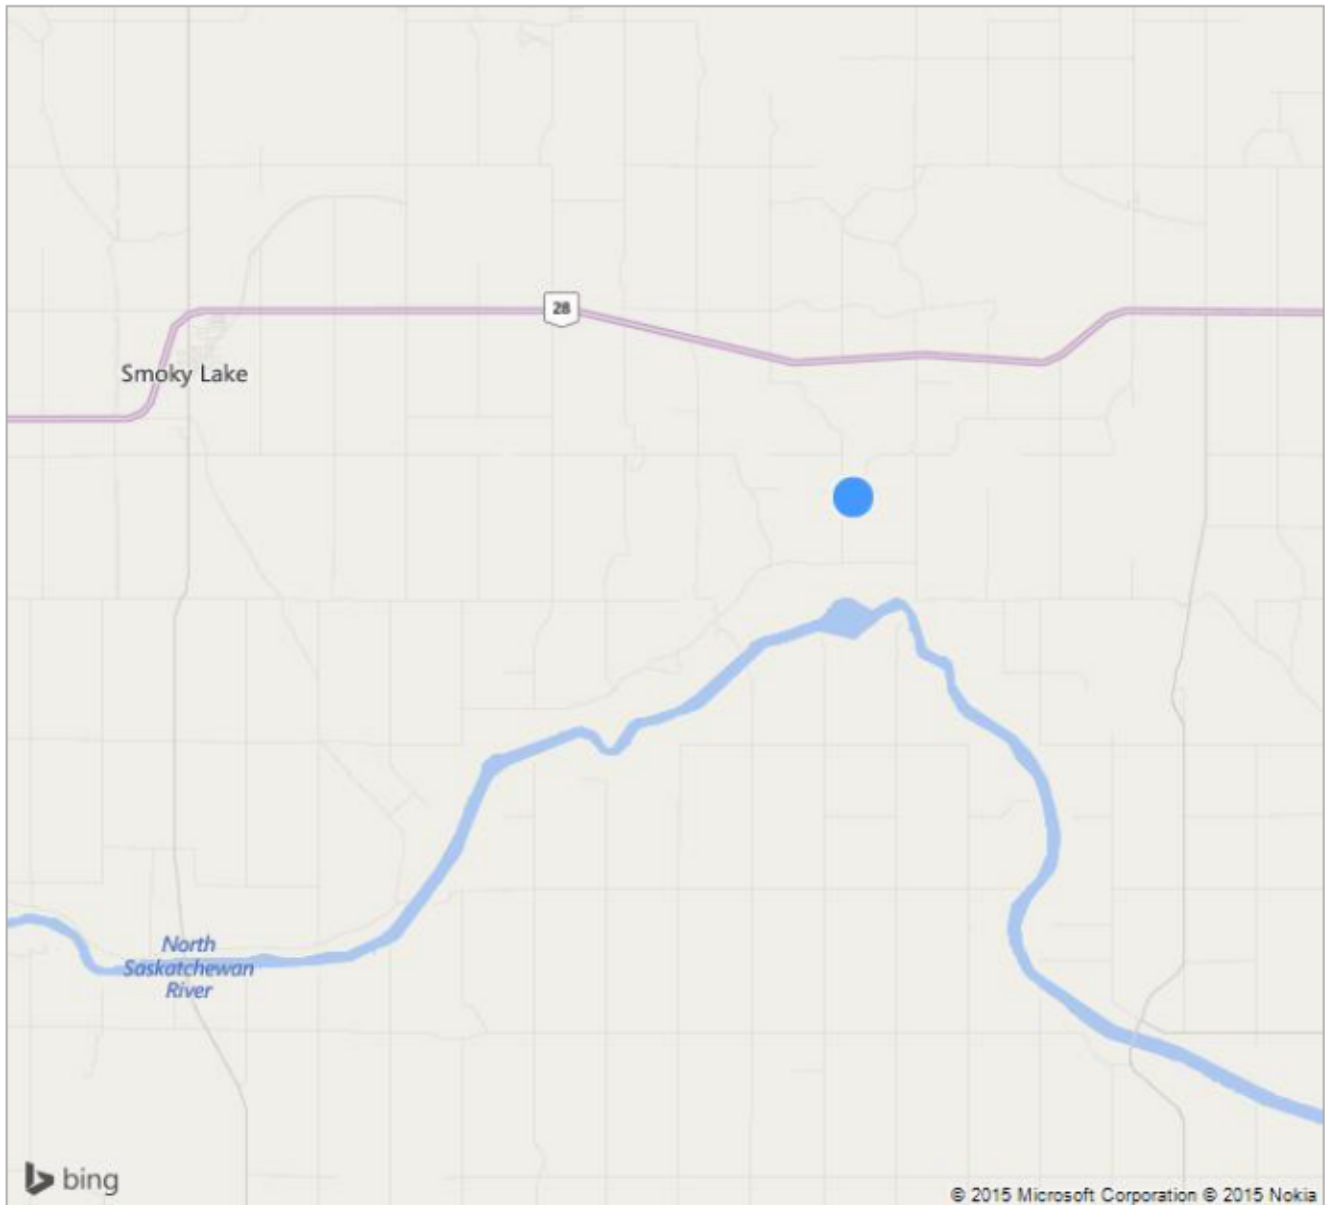 28
Smoky Lake
North
Saskatchewan
River
bing
© 2015 Microsoft Corporation © 2015 Nokia